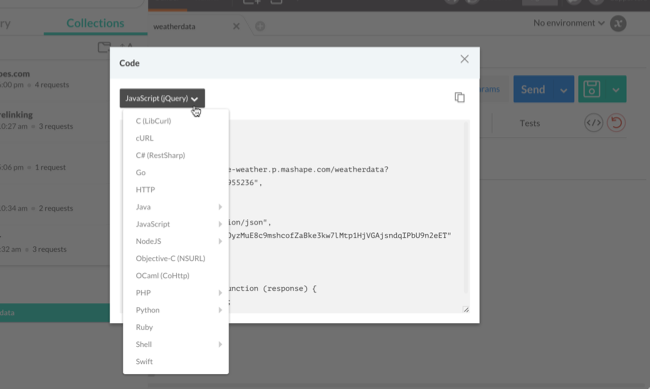 ry
Collections
weatherdata
No environment
x
pes.com
:00 pm • 4 requests
relinking
10:27 am • 3 requests
5:06 pm • 1 request
0:34 am • 2 requests
:32 am • 3 requests
data
rams
Send
Tests
Code
JavaScript (jQuery)
C (LibCurl)
cURL
C# (RestSharp)
Go
HTTP
Java
JavaScript
NodeJS
Objective-C (NSURL)
OCaml (CoHttp)
PHP
Python
Ruby
Shell
Swift
e-weather.p.mashape.com/weatherdata?
955236",
ion/json",
unction (response) {
;